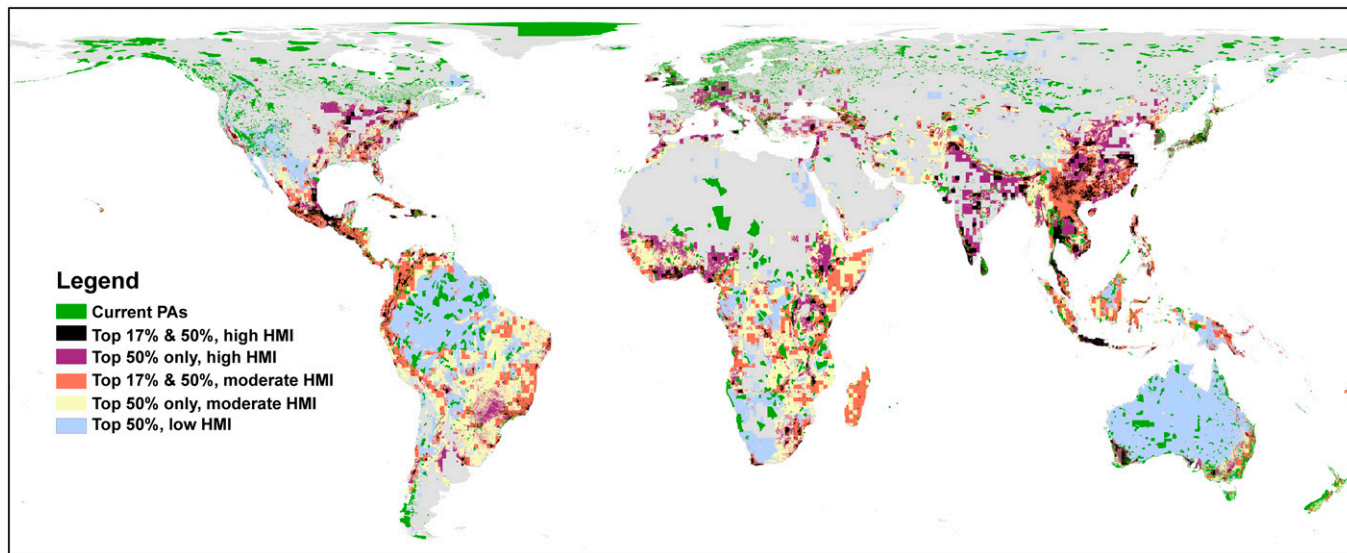 Legend
Current PAs
Top 17% & 50%, high HMI
Top 50% only, high HMI
Top 17% & 50%, moderate HMI
Top 50% only, moderate HMI
Top 50%, low HMI